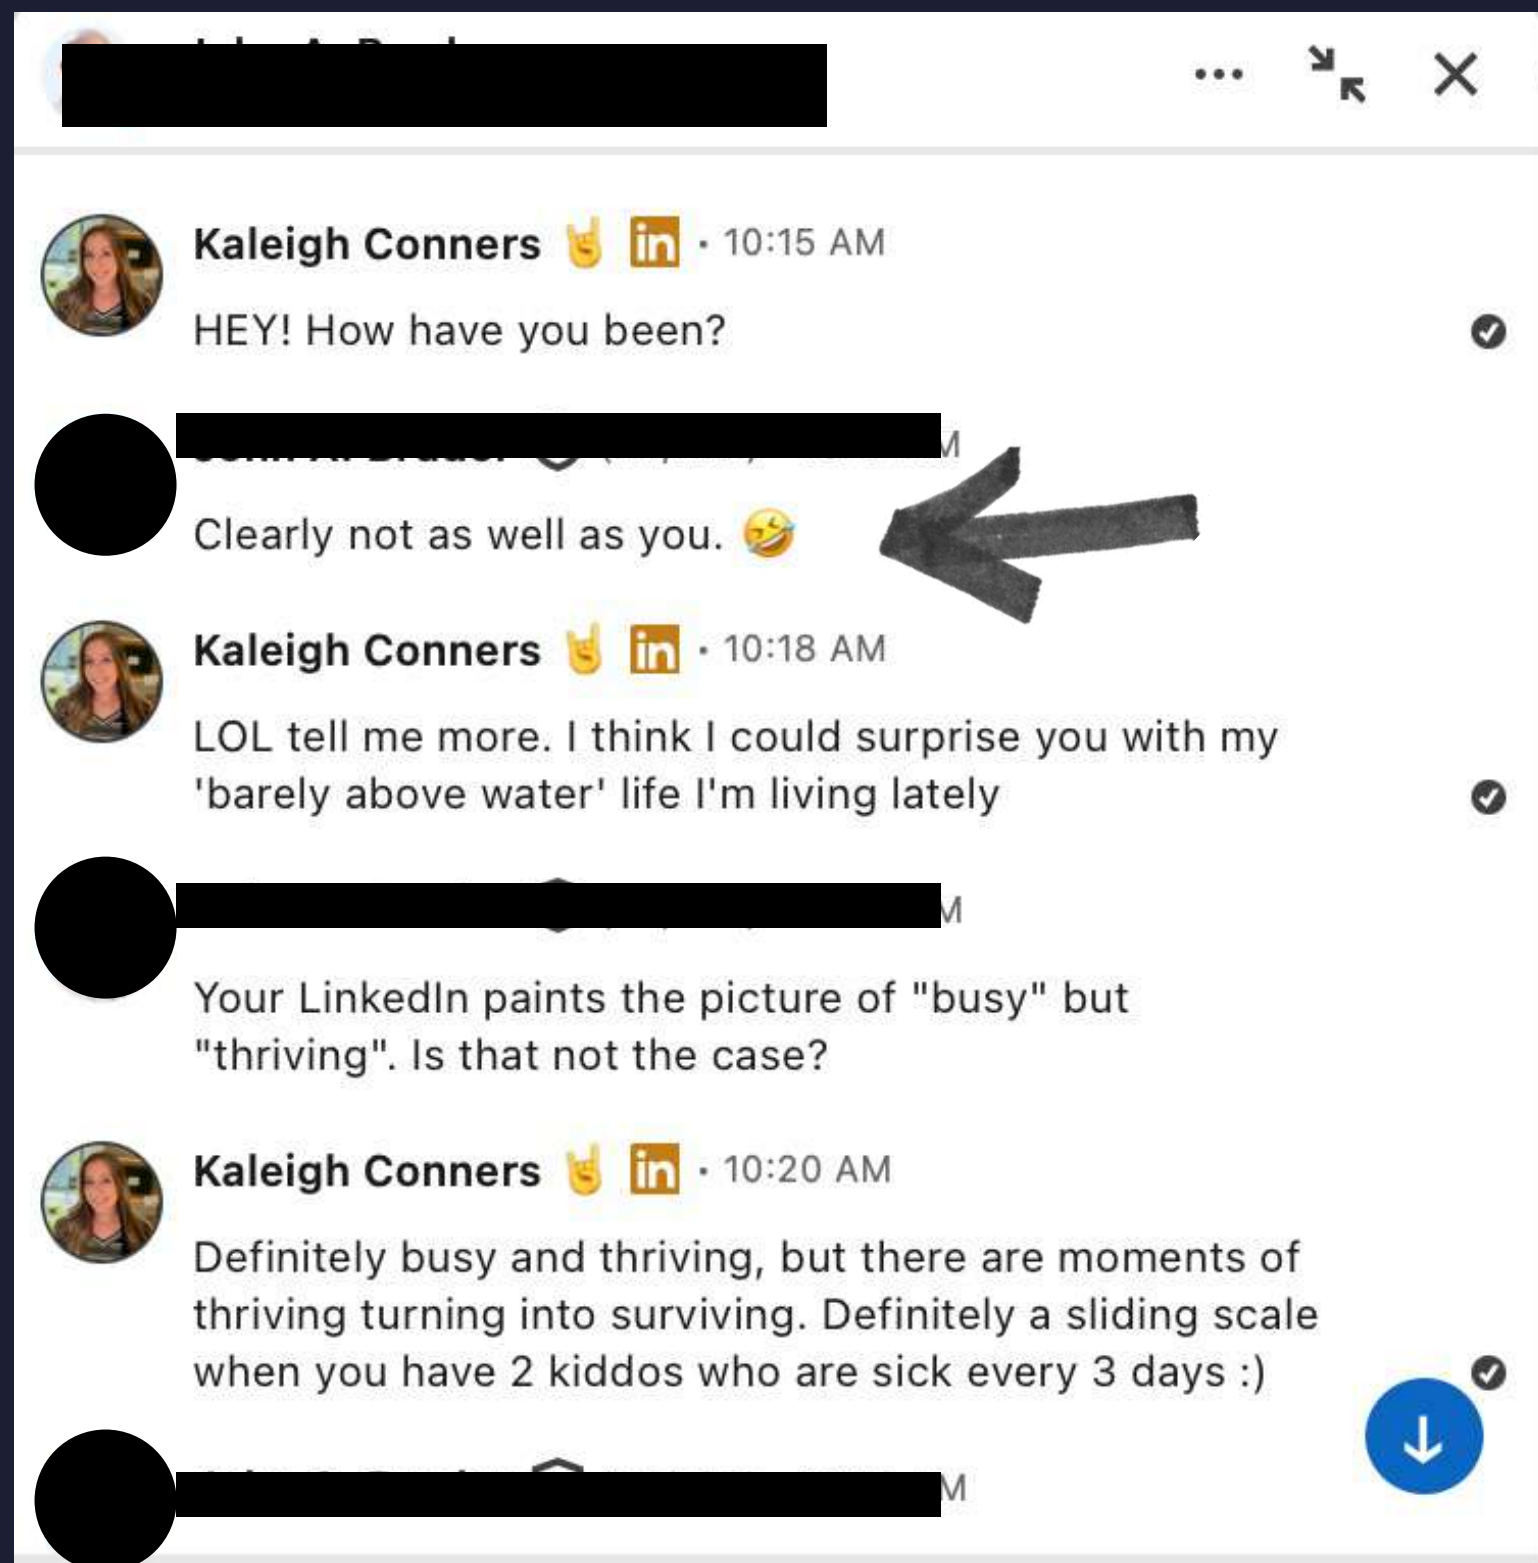 Kaleigh Conners 🤘 in · 10:15 AM
HEY! How have you been?
M
Clearly not as well as you. 🤣
Kaleigh Conners 🤘 in · 10:18 AM
LOL tell me more. I think I could surprise you with my
'barely above water' life I'm living lately
M
Your LinkedIn paints the picture of "busy" but
"thriving". Is that not the case?
Kaleigh Conners 🤘 in · 10:20 AM
Definitely busy and thriving, but there are moments of
thriving turning into surviving. Definitely a sliding scale
when you have 2 kiddos who are sick every 3 days :)
M